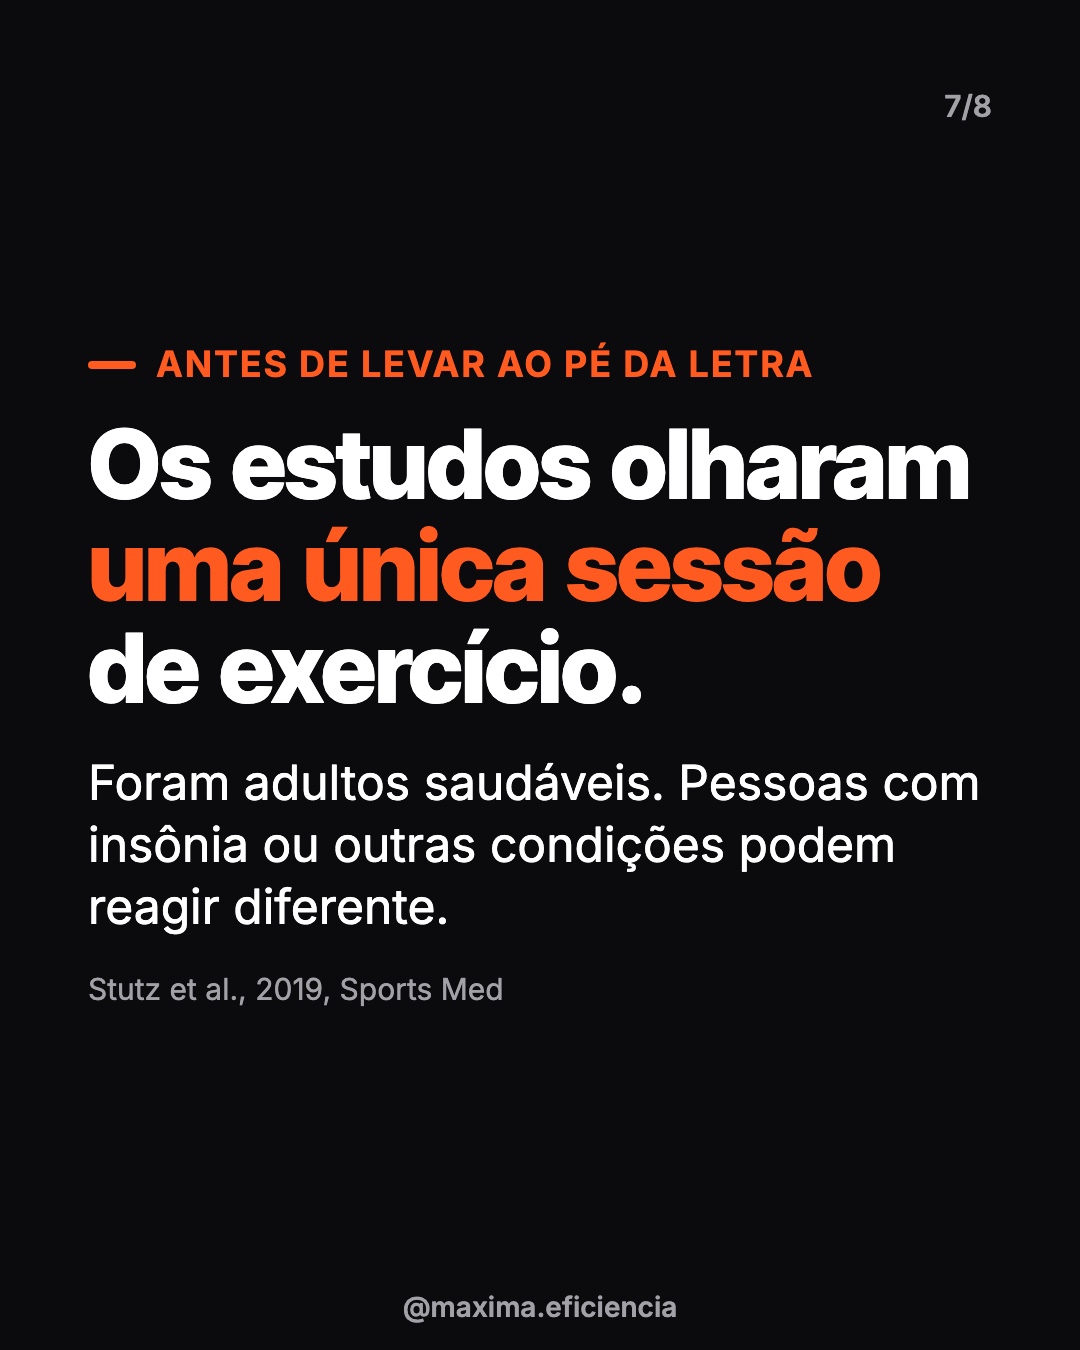 7/8
ANTES DE LEVAR AO PÉ DA LETRA
Os estudos olharam
uma única sessão
de exercício.
Foram adultos saudáveis. Pessoas com
insônia ou outras condições podem
reagir diferente.
Stutz et al., 2019, Sports Med
@maxima.eficiencia